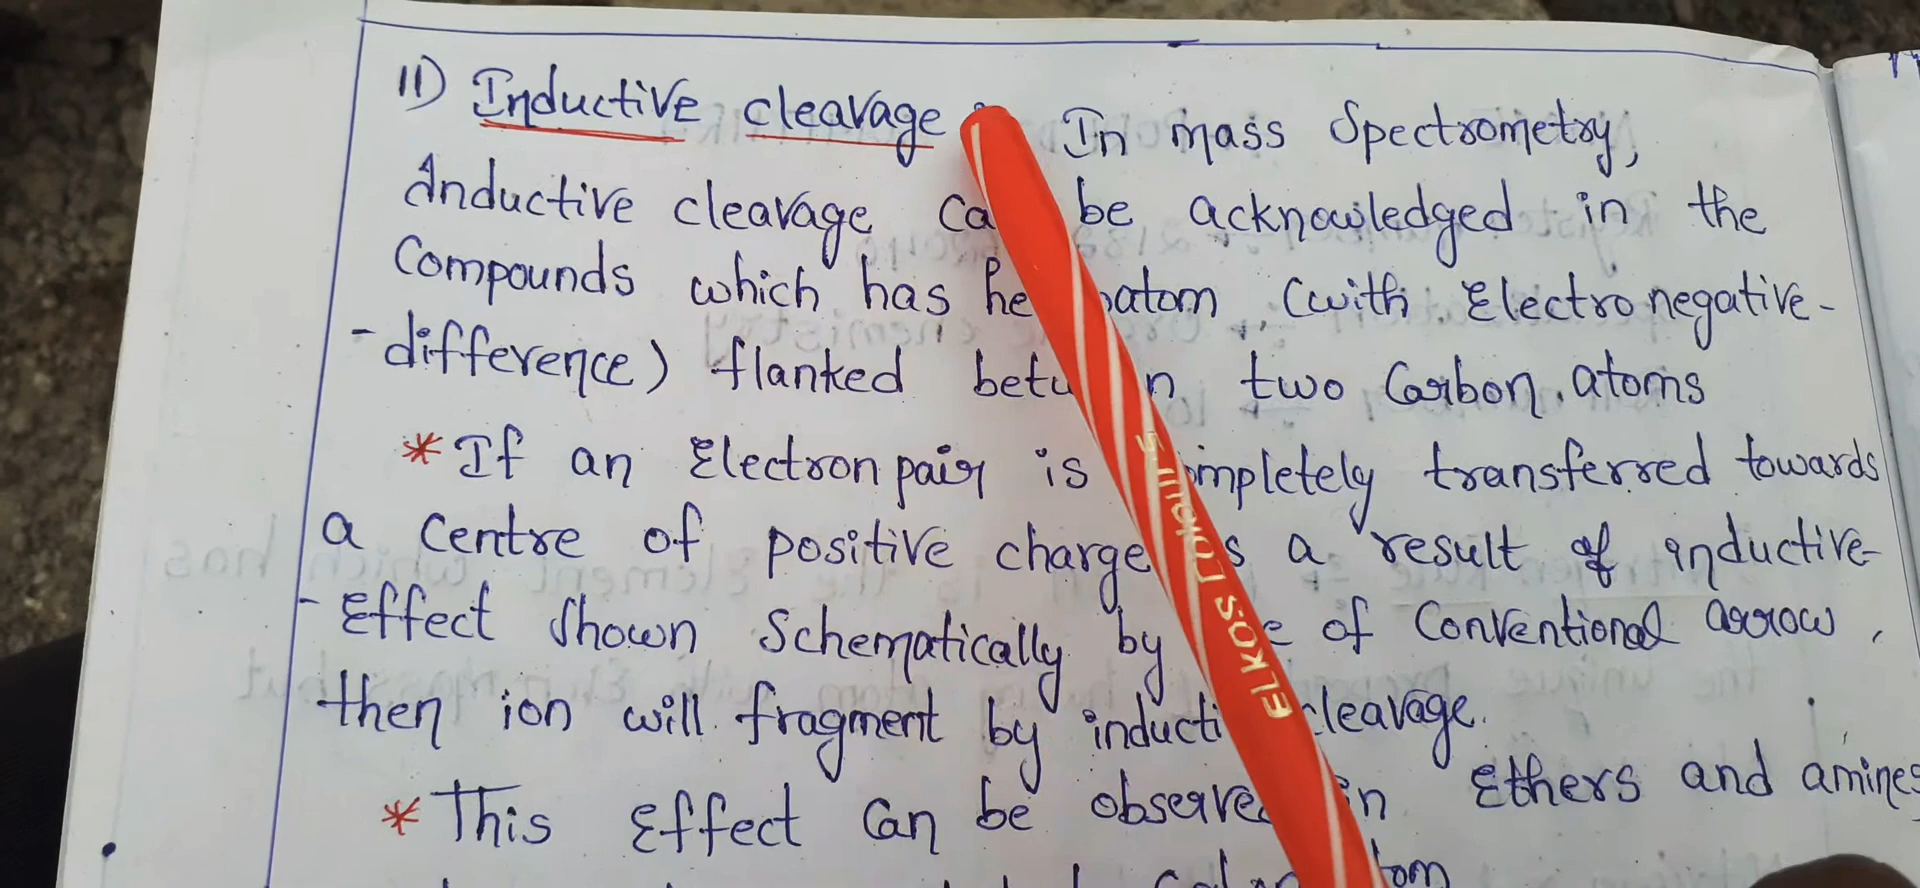 11) Inductive cleavage In mass Spectrometry,
Inductive cleavage ca be acknowledged in the
Compounds which has he atom (with Electronegative-
-difference) flanked betw n two Carbon atoms
* If an Electron pair is mpletely transferred towards
a centre of positive charge s a result of inductive-
-Effect shown schematically by e of Conventional arrow,
then ion will fragment by inducti cleavage.
* This Effect can be observe in Ethers and amines
ELKOS LIQUI